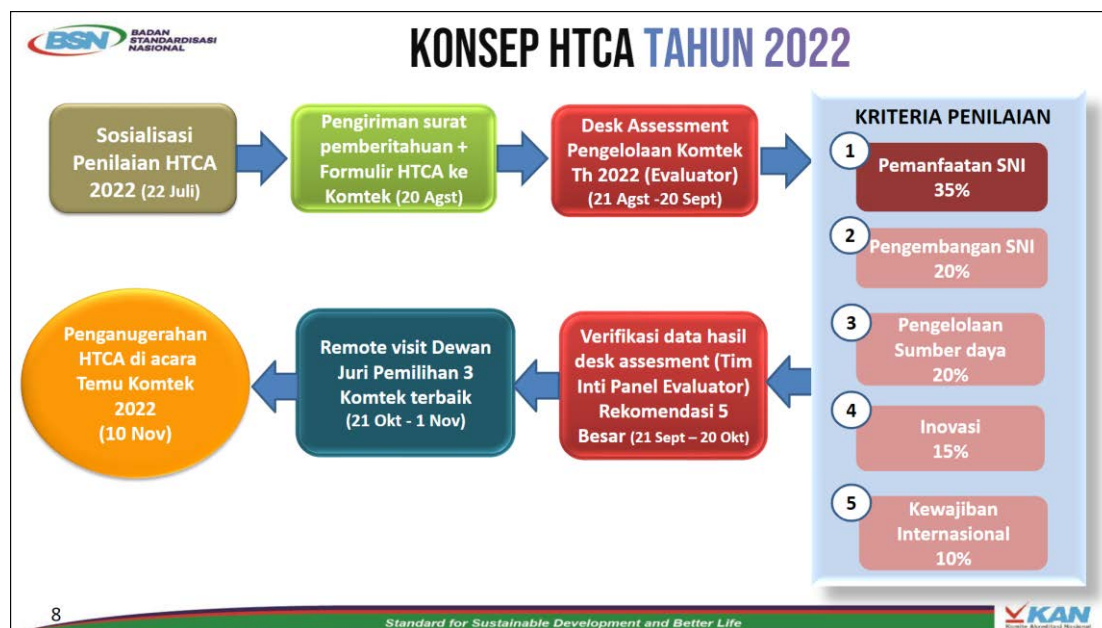 BSN
BADAN
STANDARDISASI
NASIONAL
KONSEP HTCA TAHUN 2022
Sosialisasi
Penilaian HTCA
2022 (22 Juli)
Pengiriman surat
pemberitahuan +
Formulir HTCA ke
Komtek (20 Agst)
Desk Assessment
Pengelolaan Komtek
Th 2022 (Evaluator)
(21 Agst -20 Sept)
KRITERIA PENILAIAN
1
Pemanfaatan SNI
35%
2
Pengembangan SNI
20%
3
Pengelolaan
Sumber daya
20%
4
Inovasi
15%
5
Kewajiban
Internasional
10%
Verifikasi data hasil
desk assesment (Tim
Inti Panel Evaluator)
Rekomendasi 5
Besar (21 Sept – 20 Okt)
Remote visit Dewan
Juri Pemilihan 3
Komtek terbaik
(21 Okt - 1 Nov)
Penganugerahan
HTCA di acara
Temu Komtek
2022
(10 Nov)
8
Standard for Sustainable Development and Better Life
KAN
Komite Akreditasi Nasional